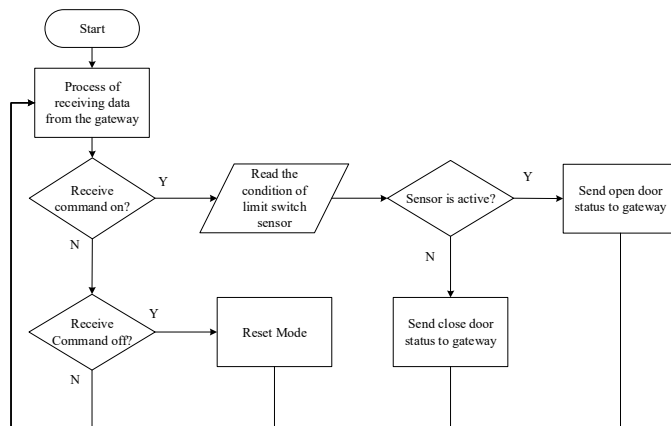 Start
Process of
receiving data
from the gateway
Receive
command on?
Y
N
Read the
condition of
limit switch
sensor
Sensor is active?
Y
N
Send open door
status to gateway
Receive
Command off?
Y
N
Reset Mode
Send close door
status to gateway